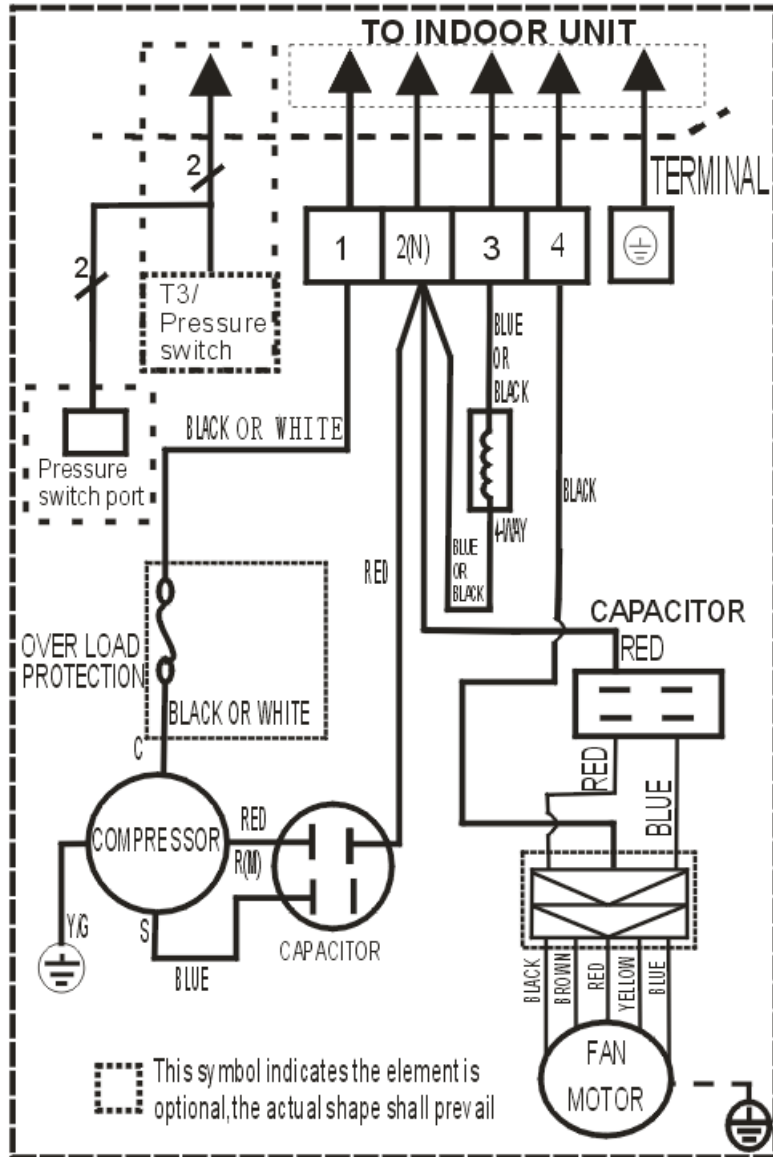 TO INDOOR UNIT
2
TERMINAL
1
2(N)
3
4
2
T3/
Pressure
switch
BLUE
OR
BLACK
BLACK OR WHITE
Pressure
switch port
4-WAY
BLACK
RED
BLUE
OR
BLACK
CAPACITOR
RED
OVER LOAD
PROTECTION
BLACK OR WHITE
C
RED
BLUE
COMPRESSOR
RED
R(M)
Y/G
S
BLUE
CAPACITOR
BLACK
BROWN
RED
YELLOW
BLUE
FAN
MOTOR
This symbol indicates the element is
optional,the actual shape shall prevail